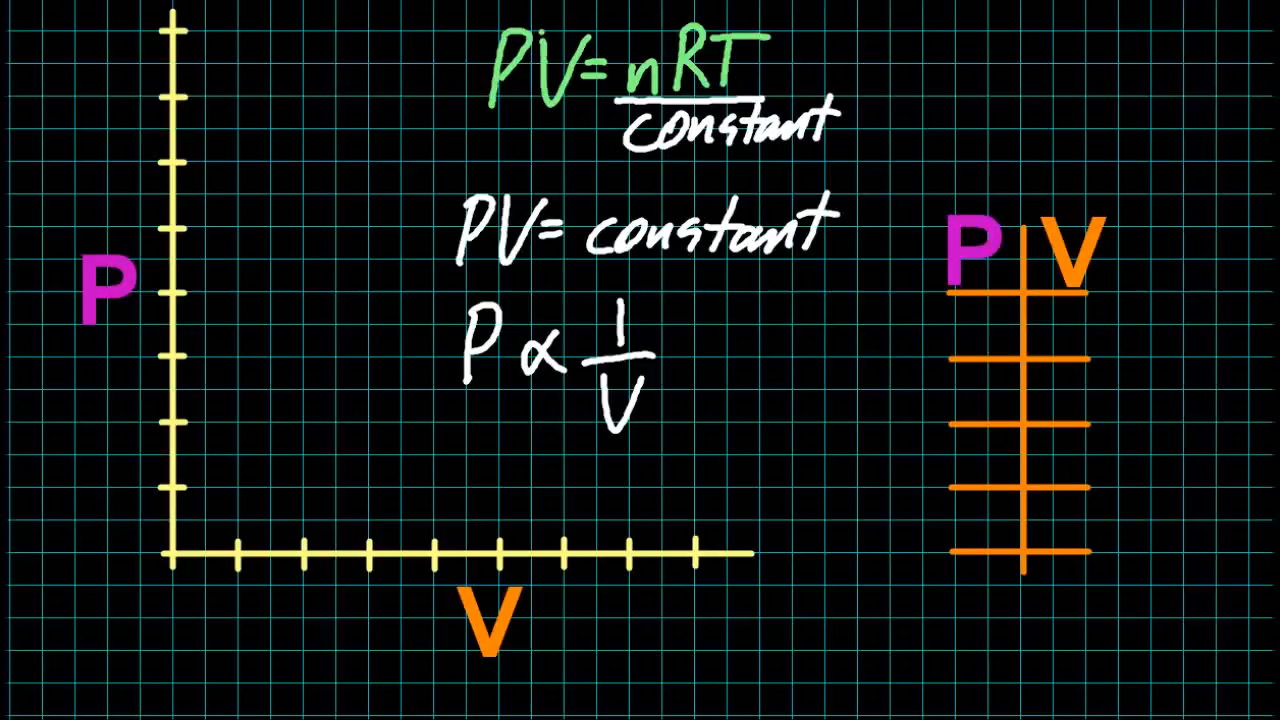 PV = nRT
constant
PV = constant
P ∝ 1/V
P
V
P V